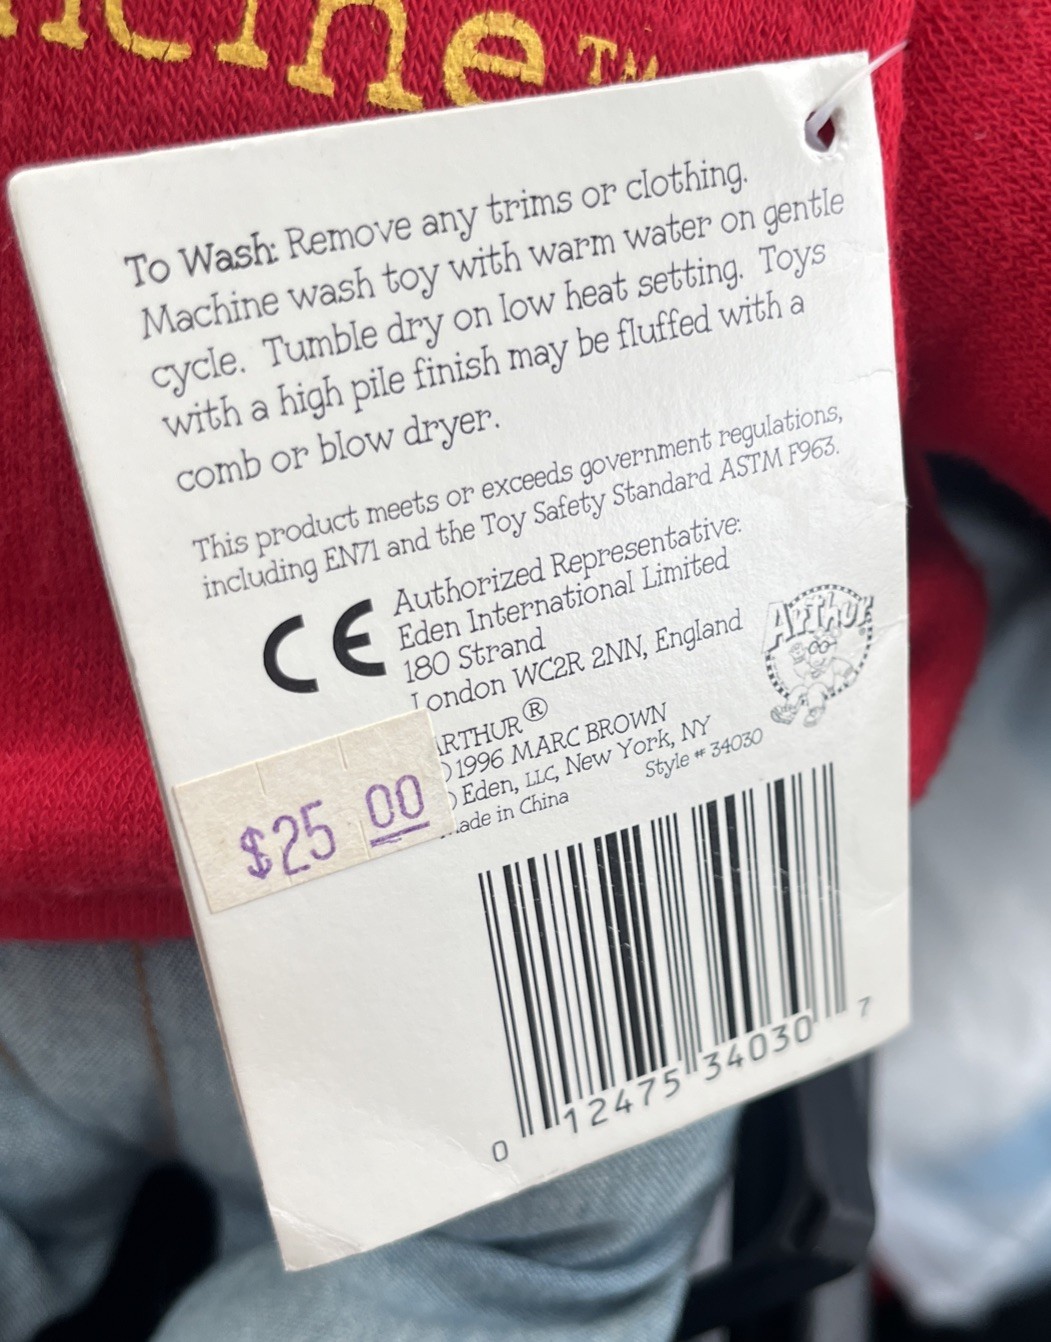 To Wash: Remove any trims or clothing.
Machine wash toy with warm water on gentle
cycle. Tumble dry on low heat setting. Toys
with a high pile finish may be fluffed with a
comb or blow dryer.
This product meets or exceeds government regulations,
including EN71 and the Toy Safety Standard ASTM F963.
CE
Authorized Representative:
Eden International Limited
180 Strand
London WC2R 2NN, England
ARTHUR®
RTHUR®
1996 MARC BROWN
Eden, LLC, New York, NY
ade in China
Style # 34030
$25 00
0 12475 34030 7